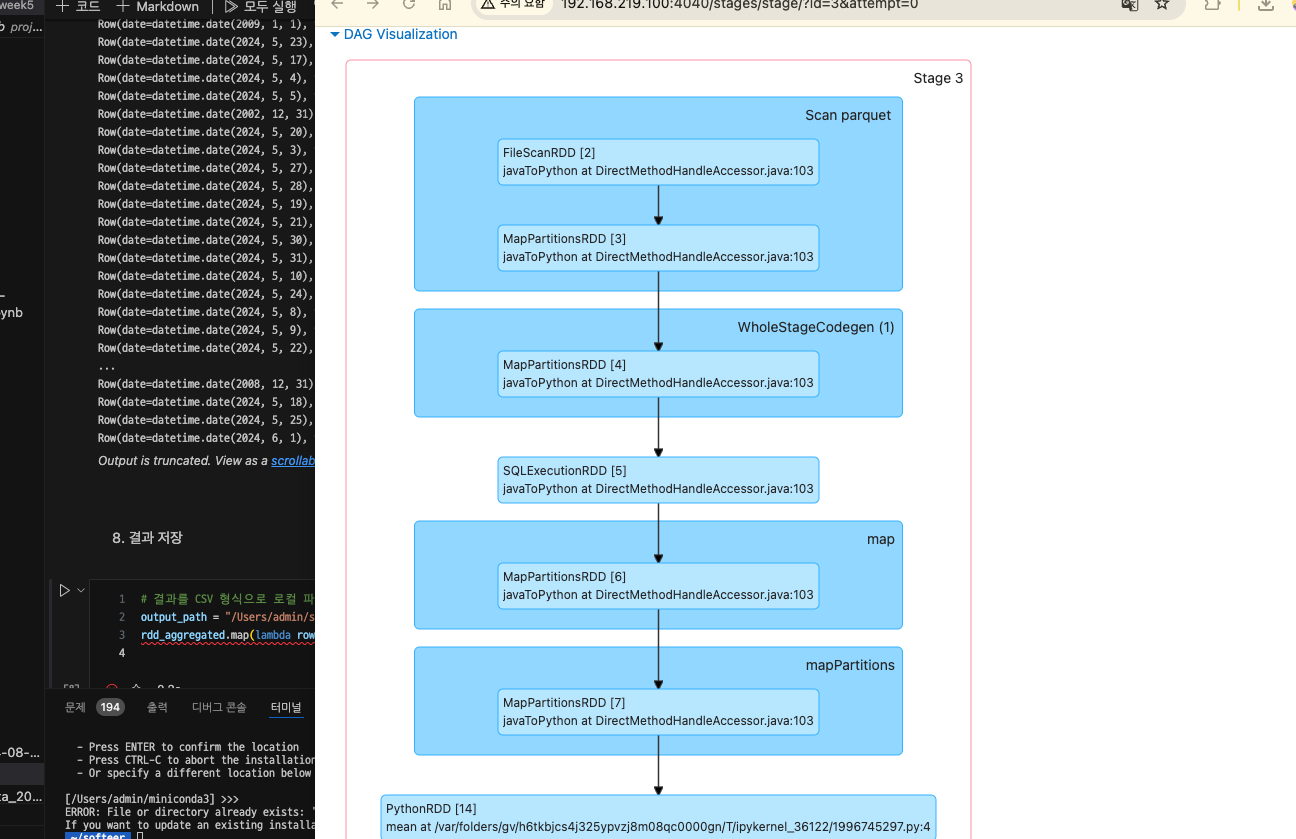 week5
코드
Markdown
모두 실행
proj...
ynb
-08-...
ta_20...
Row(date=datetime.date(2009, 1, 1),
Row(date=datetime.date(2024, 5, 23),
Row(date=datetime.date(2024, 5, 17),
Row(date=datetime.date(2024, 5, 4),
Row(date=datetime.date(2024, 5, 5),
Row(date=datetime.date(2002, 12, 31)
Row(date=datetime.date(2024, 5, 20),
Row(date=datetime.date(2024, 5, 3),
Row(date=datetime.date(2024, 5, 27),
Row(date=datetime.date(2024, 5, 28),
Row(date=datetime.date(2024, 5, 19),
Row(date=datetime.date(2024, 5, 21),
Row(date=datetime.date(2024, 5, 30),
Row(date=datetime.date(2024, 5, 31),
Row(date=datetime.date(2024, 5, 10),
Row(date=datetime.date(2024, 5, 24),
Row(date=datetime.date(2024, 5, 8),
Row(date=datetime.date(2024, 5, 9),
Row(date=datetime.date(2024, 5, 22),
...
Row(date=datetime.date(2008, 12, 31)
Row(date=datetime.date(2024, 5, 18),
Row(date=datetime.date(2024, 5, 25),
Row(date=datetime.date(2024, 6, 1),
Output is truncated. View as a scrollab
8. 결과 저장
1 # 결과를 CSV 형식으로 로컬 파
2 output_path = "/Users/admin/s
3 rdd_aggregated.map(lambda row
4
문제 194 출력 디버그 콘솔 터미널
- Press ENTER to confirm the location
- Press CTRL-C to abort the installation
- Or specify a different location below
[/Users/admin/miniconda3] >>>
ERROR: File or directory already exists: '
If you want to update an existing installa
~/softeer
주의 요함 192.168.219.100:4040/stages/stage/?id=3&attempt=0
DAG Visualization
Stage 3
Scan parquet
FileScanRDD [2]
javaToPython at DirectMethodHandleAccessor.java:103
MapPartitionsRDD [3]
javaToPython at DirectMethodHandleAccessor.java:103
WholeStageCodegen (1)
MapPartitionsRDD [4]
javaToPython at DirectMethodHandleAccessor.java:103
SQLExecutionRDD [5]
javaToPython at DirectMethodHandleAccessor.java:103
map
MapPartitionsRDD [6]
javaToPython at DirectMethodHandleAccessor.java:103
mapPartitions
MapPartitionsRDD [7]
javaToPython at DirectMethodHandleAccessor.java:103
PythonRDD [14]
mean at /var/folders/gv/h6tkbjcs4j325ypvzj8m08qc0000gn/T/ipykernel_36122/1996745297.py:4